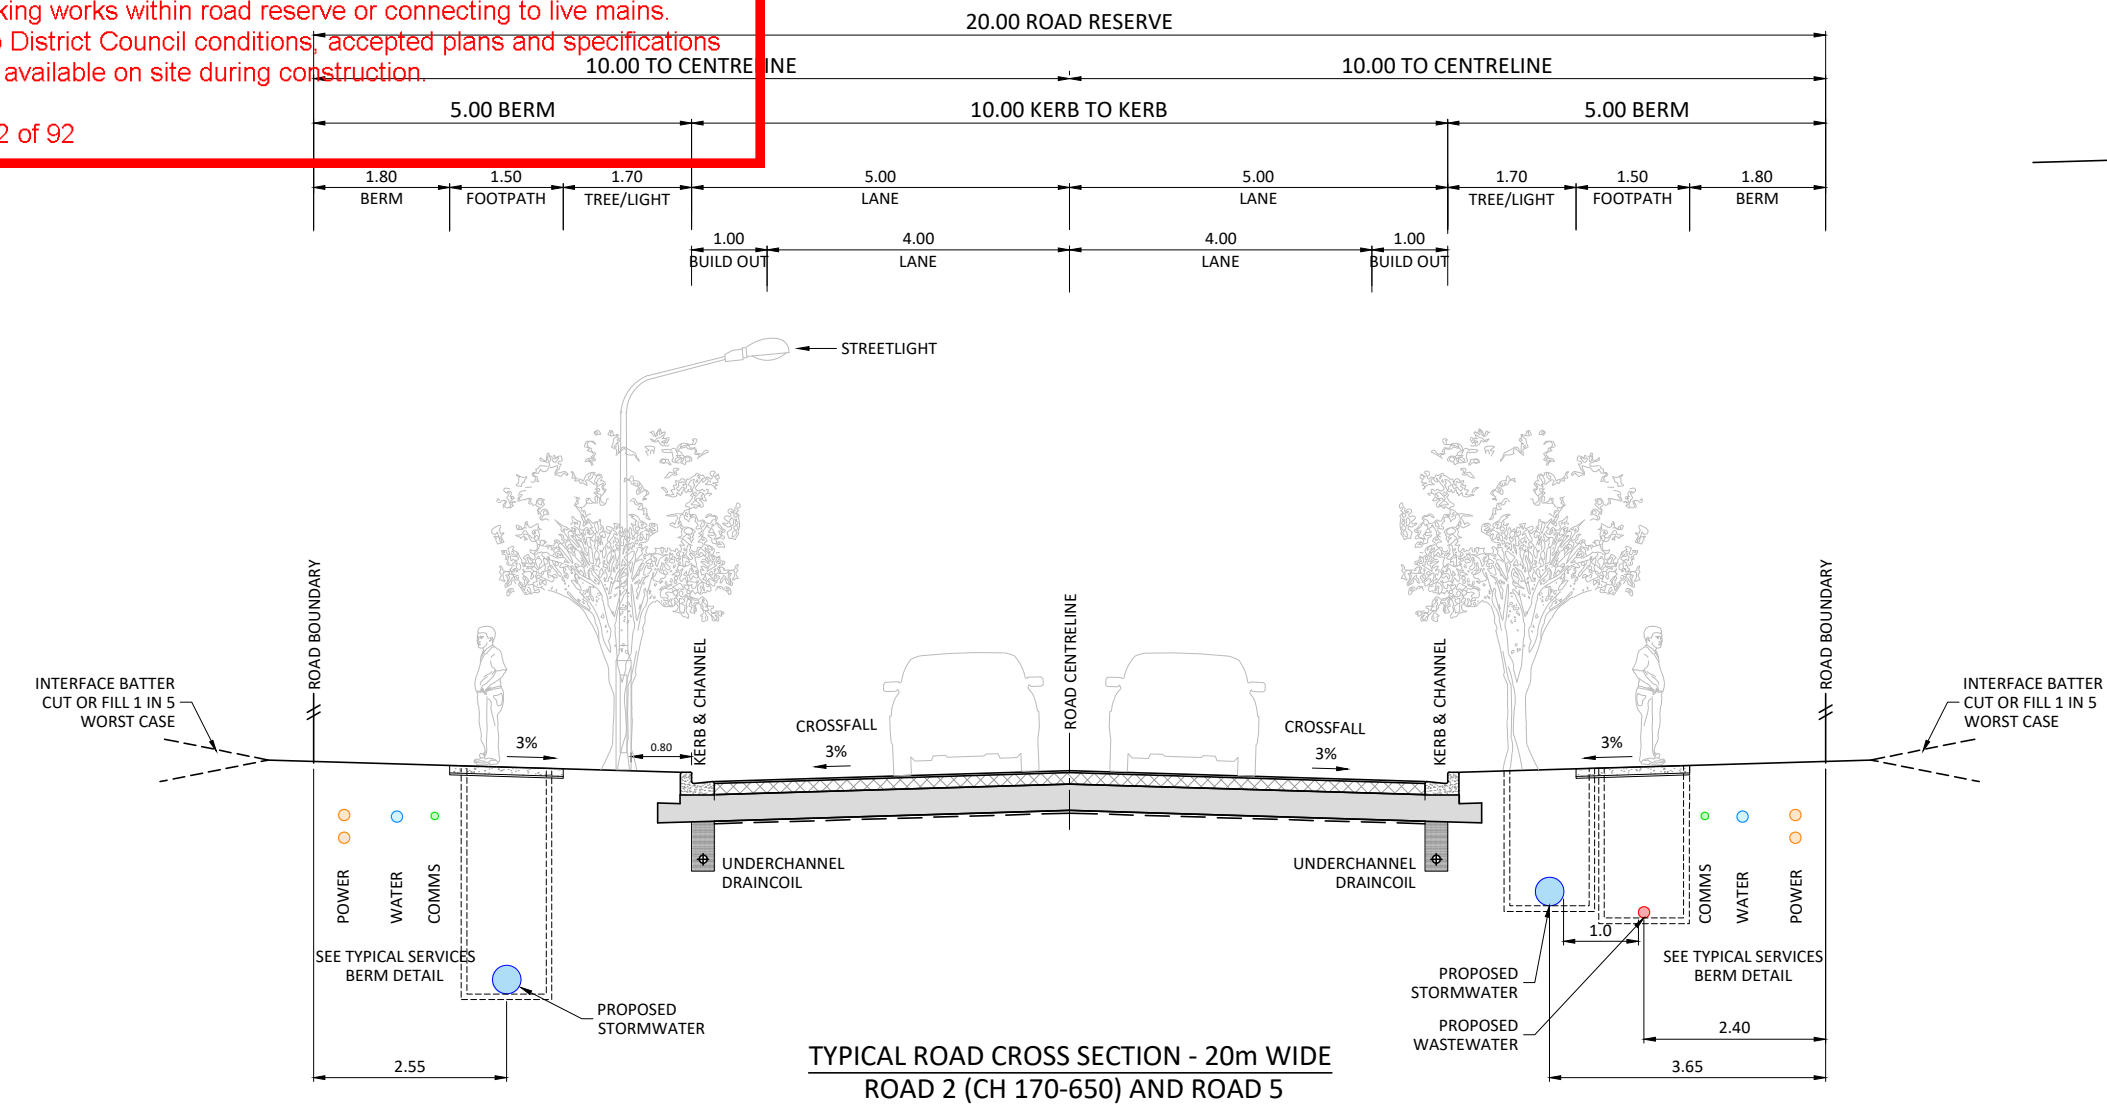 king works within road reserve or connecting to live mains.
District Council conditions, accepted plans and specifications
available on site during construction.
2 of 92
20.00 ROAD RESERVE
10.00 TO CENTRELINE
10.00 TO CENTRELINE
5.00 BERM
10.00 KERB TO KERB
5.00 BERM
1.80
BERM
1.50
FOOTPATH
1.70
TREE/LIGHT
5.00
LANE
5.00
LANE
1.70
TREE/LIGHT
1.50
FOOTPATH
1.80
BERM
1.00
BUILD OUT
4.00
LANE
4.00
LANE
1.00
BUILD OUT
STREETLIGHT
ROAD BOUNDARY
KERB & CHANNEL
ROAD CENTRELINE
KERB & CHANNEL
ROAD BOUNDARY
INTERFACE BATTER
CUT OR FILL 1 IN 5
WORST CASE
3%
0.80
CROSSFALL
3%
CROSSFALL
3%
3%
INTERFACE BATTER
CUT OR FILL 1 IN 5
WORST CASE
POWER
WATER
COMMS
SEE TYPICAL SERVICES
BERM DETAIL
UNDERCHANNEL
DRAINCOIL
UNDERCHANNEL
DRAINCOIL
COMMS
WATER
POWER
SEE TYPICAL SERVICES
BERM DETAIL
1.0
PROPOSED
STORMWATER
PROPOSED
STORMWATER
PROPOSED
WASTEWATER
2.55
2.40
3.65
TYPICAL ROAD CROSS SECTION - 20m WIDE
ROAD 2 (CH 170-650) AND ROAD 5